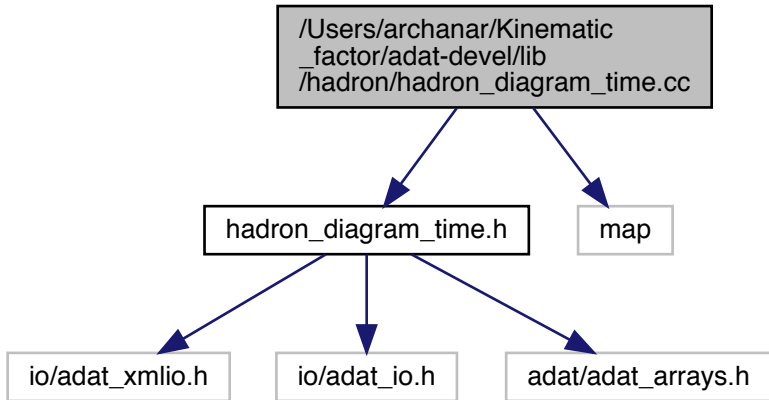 /Users/archanar/Kinematic
_factor/adat-devel/lib
/hadron/hadron_diagram_time.cc
hadron_diagram_time.h
map
io/adat_xmlio.h
io/adat_io.h
adat/adat_arrays.h